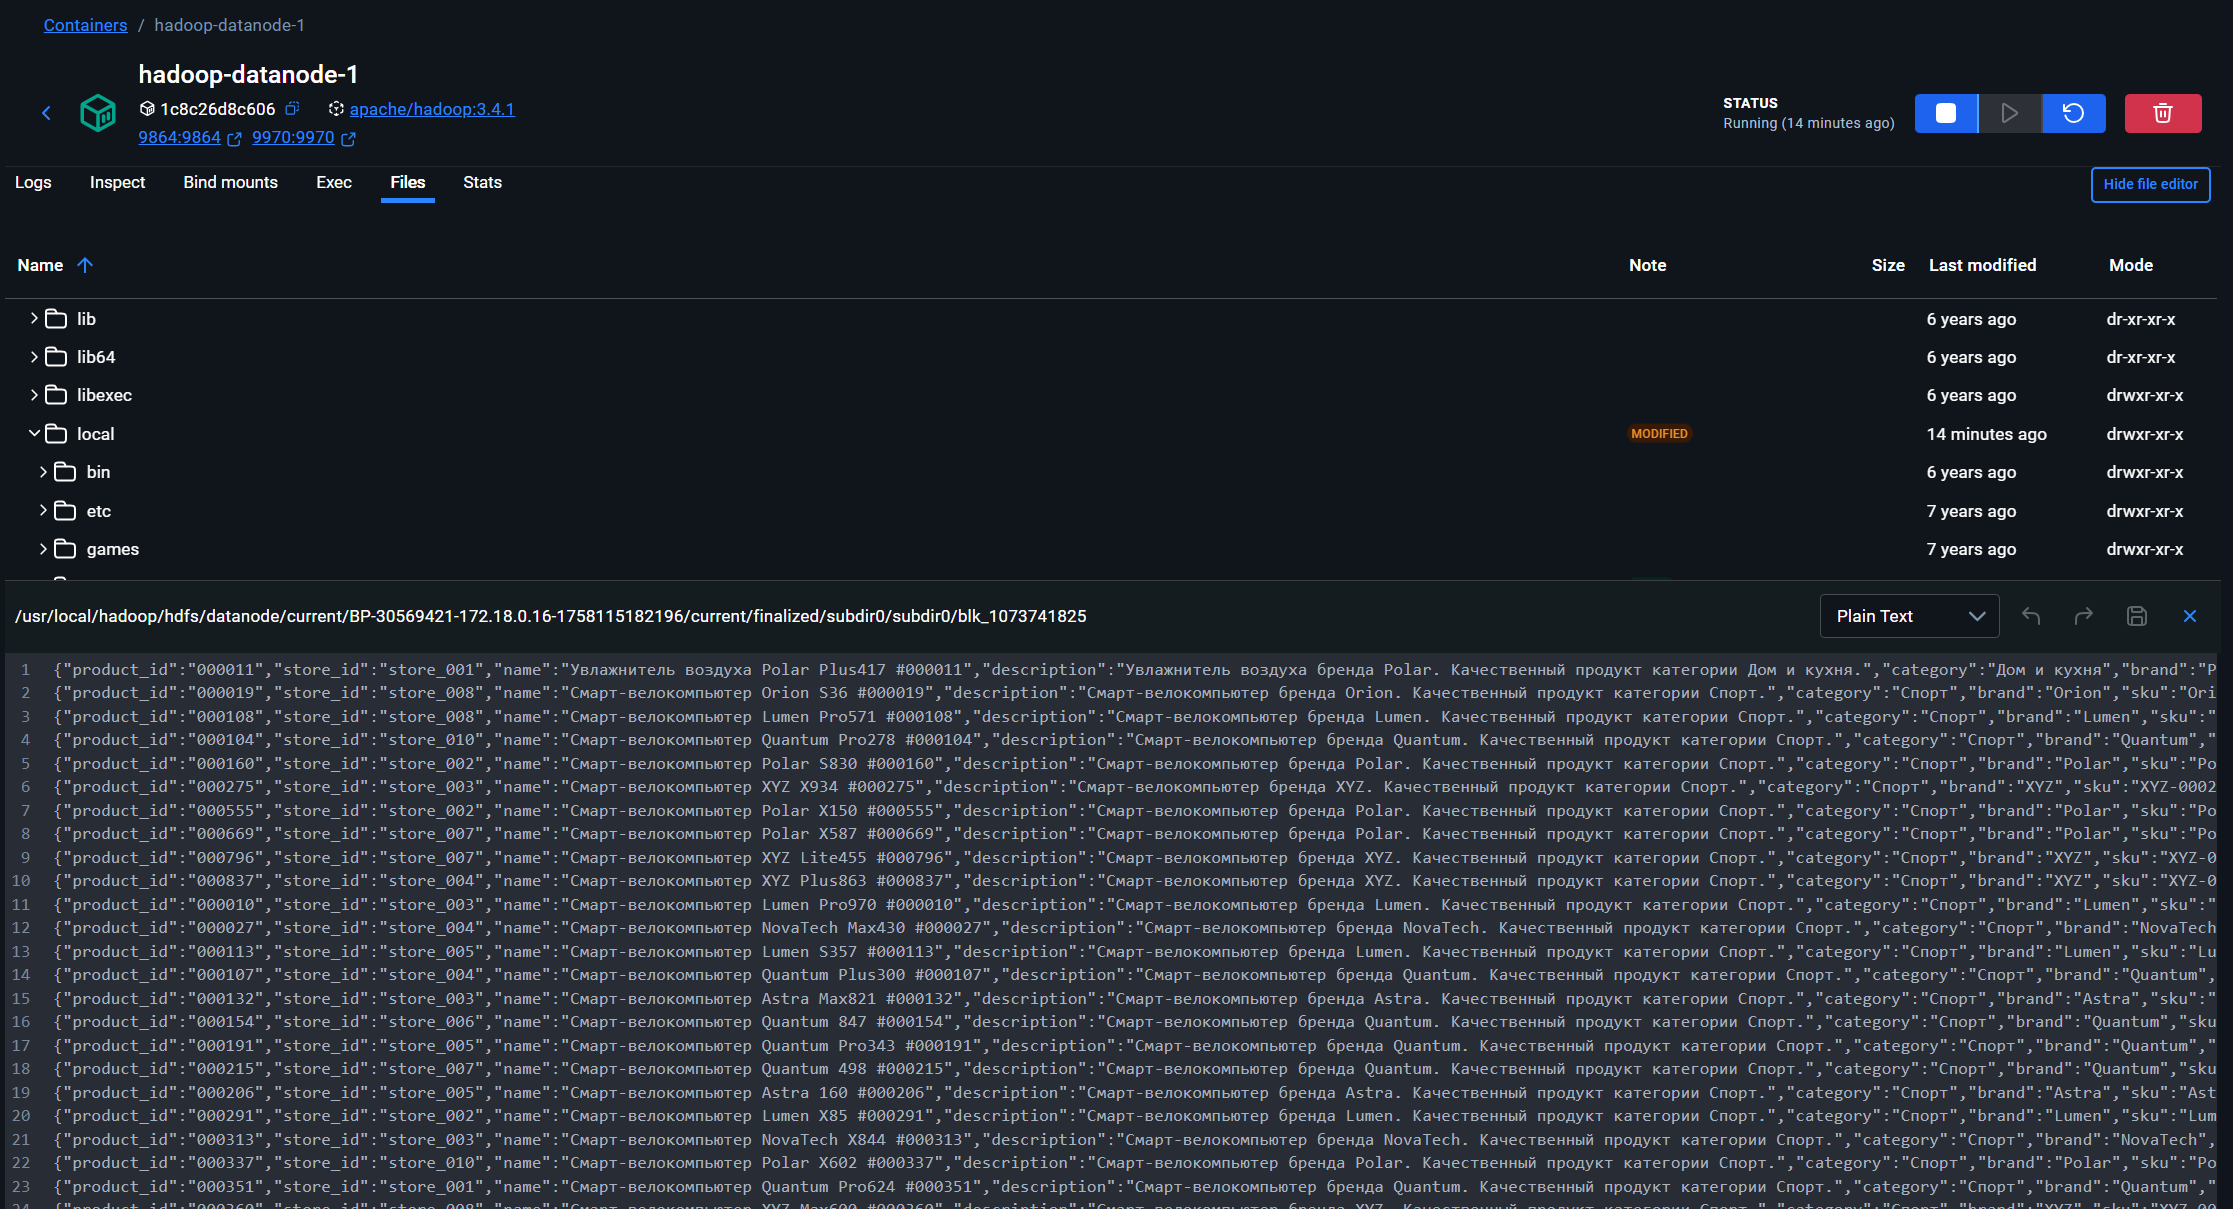 Containers / hadoop-datanode-1
hadoop-datanode-1
1c8c26d8c606 apache/hadoop:3.4.1
9864:9864 9970:9970
STATUS
Running (14 minutes ago)
Logs Inspect Bind mounts Exec Files Stats Hide file editor
Name Note Size Last modified Mode
lib 6 years ago dr-xr-xr-x
lib64 6 years ago dr-xr-xr-x
libexec 6 years ago drwxr-xr-x
local MODIFIED 14 minutes ago drwxr-xr-x
bin 6 years ago drwxr-xr-x
etc 7 years ago drwxr-xr-x
games 7 years ago drwxr-xr-x
/usr/local/hadoop/hdfs/datanode/current/BP-30569421-172.18.0.16-1758115182196/current/finalized/subdir0/subdir0/blk_1073741825 Plain Text
1 {"product_id":"000011","store_id":"store_001","name":"Увлажнитель воздуха Polar Plus417 #000011","description":"Увлажнитель воздуха бренда Polar. Качественный продукт категории Дом и кухня.","category":"Дом и кухня","brand":"P
2 {"product_id":"000019","store_id":"store_008","name":"Смарт-велокомпьютер Orion S36 #000019","description":"Смарт-велокомпьютер бренда Orion. Качественный продукт категории Спорт.","category":"Спорт","brand":"Orion","sku":"Ori
3 {"product_id":"000108","store_id":"store_008","name":"Смарт-велокомпьютер Lumen Pro571 #000108","description":"Смарт-велокомпьютер бренда Lumen. Качественный продукт категории Спорт.","category":"Спорт","brand":"Lumen","sku":"
4 {"product_id":"000104","store_id":"store_010","name":"Смарт-велокомпьютер Quantum Pro278 #000104","description":"Смарт-велокомпьютер бренда Quantum. Качественный продукт категории Спорт.","category":"Спорт","brand":"Quantum","
5 {"product_id":"000160","store_id":"store_002","name":"Смарт-велокомпьютер Polar S830 #000160","description":"Смарт-велокомпьютер бренда Polar. Качественный продукт категории Спорт.","category":"Спорт","brand":"Polar","sku":"Po
6 {"product_id":"000275","store_id":"store_003","name":"Смарт-велокомпьютер XYZ X934 #000275","description":"Смарт-велокомпьютер бренда XYZ. Качественный продукт категории Спорт.","category":"Спорт","brand":"XYZ","sku":"XYZ-0002
7 {"product_id":"000555","store_id":"store_002","name":"Смарт-велокомпьютер Polar X150 #000555","description":"Смарт-велокомпьютер бренда Polar. Качественный продукт категории Спорт.","category":"Спорт","brand":"Polar","sku":"Po
8 {"product_id":"000669","store_id":"store_007","name":"Смарт-велокомпьютер Polar X587 #000669","description":"Смарт-велокомпьютер бренда Polar. Качественный продукт категории Спорт.","category":"Спорт","brand":"Polar","sku":"Po
9 {"product_id":"000796","store_id":"store_007","name":"Смарт-велокомпьютер XYZ Lite455 #000796","description":"Смарт-велокомпьютер бренда XYZ. Качественный продукт категории Спорт.","category":"Спорт","brand":"XYZ","sku":"XYZ-0
10 {"product_id":"000837","store_id":"store_004","name":"Смарт-велокомпьютер XYZ Plus863 #000837","description":"Смарт-велокомпьютер бренда XYZ. Качественный продукт категории Спорт.","category":"Спорт","brand":"XYZ","sku":"XYZ-0
11 {"product_id":"000010","store_id":"store_003","name":"Смарт-велокомпьютер Lumen Pro970 #000010","description":"Смарт-велокомпьютер бренда Lumen. Качественный продукт категории Спорт.","category":"Спорт","brand":"Lumen","sku":"
12 {"product_id":"000027","store_id":"store_004","name":"Смарт-велокомпьютер NovaTech Max430 #000027","description":"Смарт-велокомпьютер бренда NovaTech. Качественный продукт категории Спорт.","category":"Спорт","brand":"NovaTech
13 {"product_id":"000113","store_id":"store_005","name":"Смарт-велокомпьютер Lumen S357 #000113","description":"Смарт-велокомпьютер бренда Lumen. Качественный продукт категории Спорт.","category":"Спорт","brand":"Lumen","sku":"Lu
14 {"product_id":"000107","store_id":"store_004","name":"Смарт-велокомпьютер Quantum Plus300 #000107","description":"Смарт-велокомпьютер бренда Quantum. Качественный продукт категории Спорт.","category":"Спорт","brand":"Quantum",
15 {"product_id":"000132","store_id":"store_003","name":"Смарт-велокомпьютер Astra Max821 #000132","description":"Смарт-велокомпьютер бренда Astra. Качественный продукт категории Спорт.","category":"Спорт","brand":"Astra","sku":"
16 {"product_id":"000154","store_id":"store_006","name":"Смарт-велокомпьютер Quantum 847 #000154","description":"Смарт-велокомпьютер бренда Quantum. Качественный продукт категории Спорт.","category":"Спорт","brand":"Quantum","sku
17 {"product_id":"000191","store_id":"store_005","name":"Смарт-велокомпьютер Quantum Pro343 #000191","description":"Смарт-велокомпьютер бренда Quantum. Качественный продукт категории Спорт.","category":"Спорт","brand":"Quantum","
18 {"product_id":"000215","store_id":"store_007","name":"Смарт-велокомпьютер Quantum 498 #000215","description":"Смарт-велокомпьютер бренда Quantum. Качественный продукт категории Спорт.","category":"Спорт","brand":"Quantum","sku
19 {"product_id":"000206","store_id":"store_005","name":"Смарт-велокомпьютер Astra 160 #000206","description":"Смарт-велокомпьютер бренда Astra. Качественный продукт категории Спорт.","category":"Спорт","brand":"Astra","sku":"Ast
20 {"product_id":"000291","store_id":"store_002","name":"Смарт-велокомпьютер Lumen X85 #000291","description":"Смарт-велокомпьютер бренда Lumen. Качественный продукт категории Спорт.","category":"Спорт","brand":"Lumen","sku":"Lum
21 {"product_id":"000313","store_id":"store_003","name":"Смарт-велокомпьютер NovaTech X844 #000313","description":"Смарт-велокомпьютер бренда NovaTech. Качественный продукт категории Спорт.","category":"Спорт","brand":"NovaTech",
22 {"product_id":"000337","store_id":"store_010","name":"Смарт-велокомпьютер Polar X602 #000337","description":"Смарт-велокомпьютер бренда Polar. Качественный продукт категории Спорт.","category":"Спорт","brand":"Polar","sku":"Po
23 {"product_id":"000351","store_id":"store_001","name":"Смарт-велокомпьютер Quantum Pro624 #000351","description":"Смарт-велокомпьютер бренда Quantum. Качественный продукт категории Спорт.","category":"Спорт","brand":"Quantum","